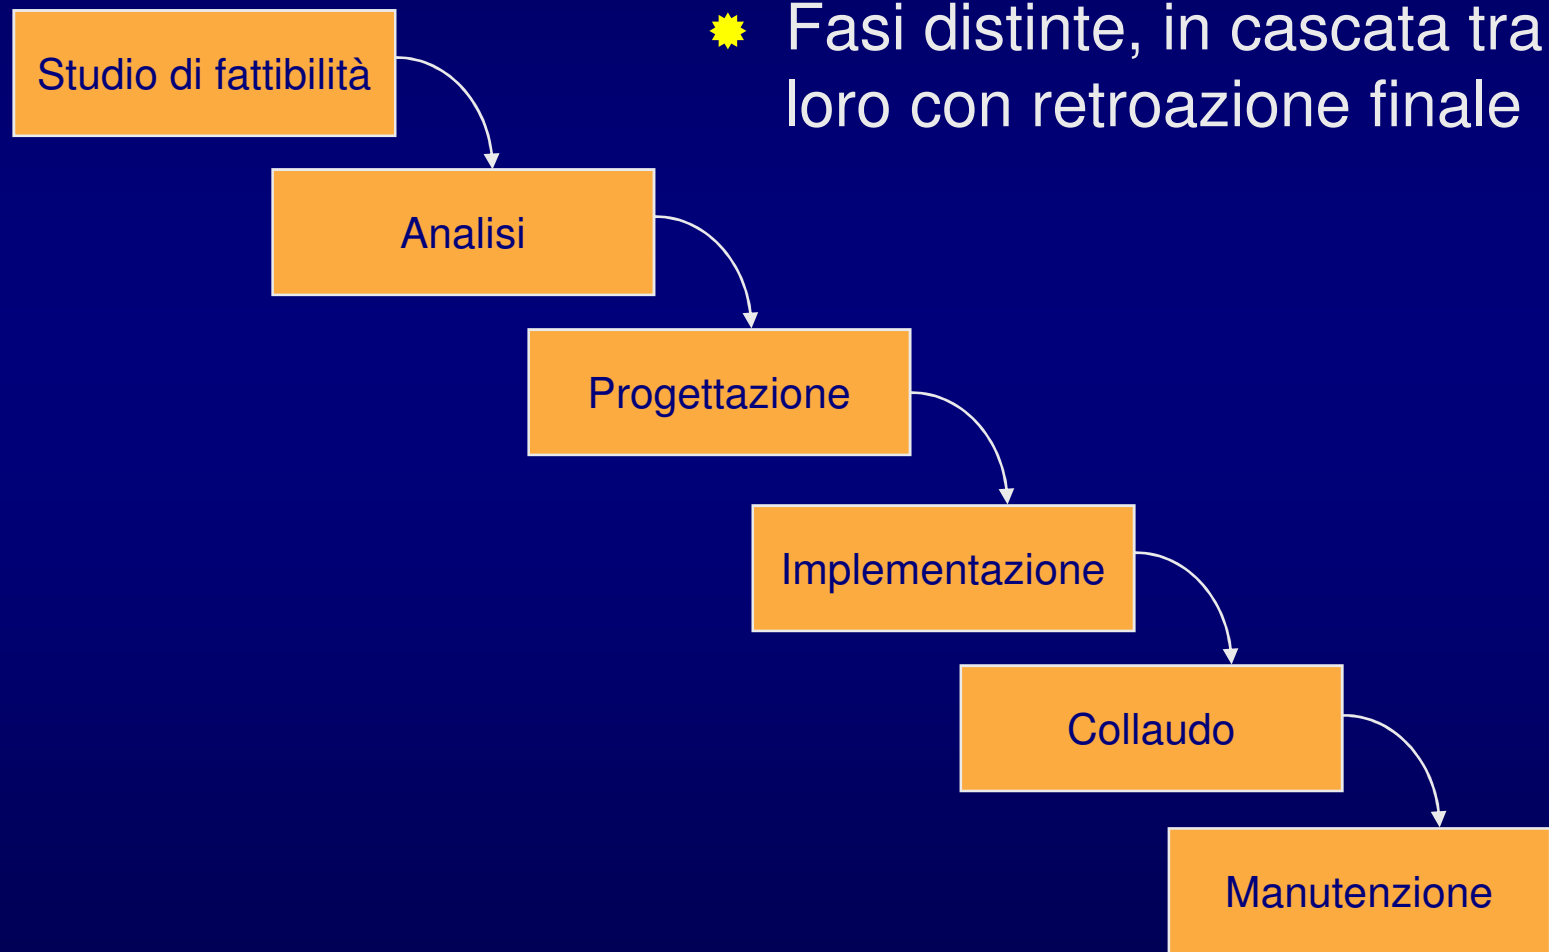 Fasi distinte, in cascata tra
loro con retroazione finale
Studio di fattibilità
Analisi
Progettazione
Implementazione
Collaudo
Manutenzione